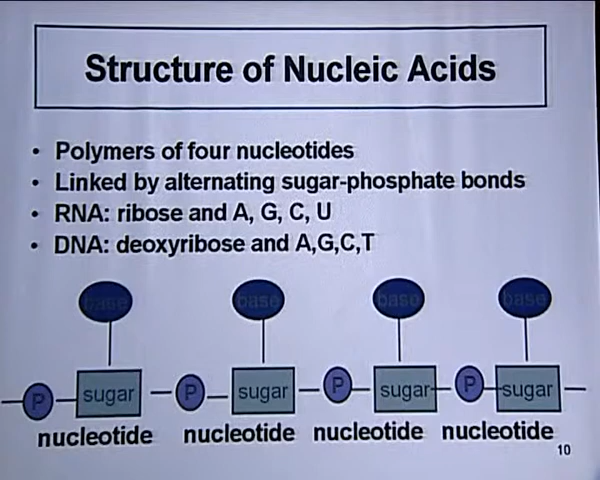 Structure of Nucleic Acids
• Polymers of four nucleotides
• Linked by alternating sugar-phosphate bonds
• RNA: ribose and A, G, C, U
• DNA: deoxyribose and A,G,C,T
base base base base
P sugar P sugar P sugar P sugar
nucleotide nucleotide nucleotide nucleotide
10